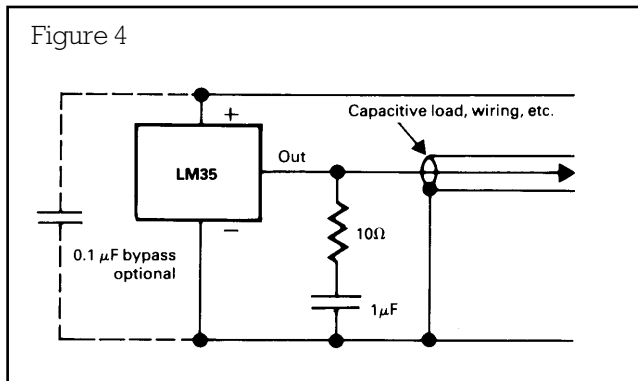 Figure 4
Capacitive load, wiring, etc.
+
Out
LM35
–
10Ω
0.1 μF bypass
optional
1μF